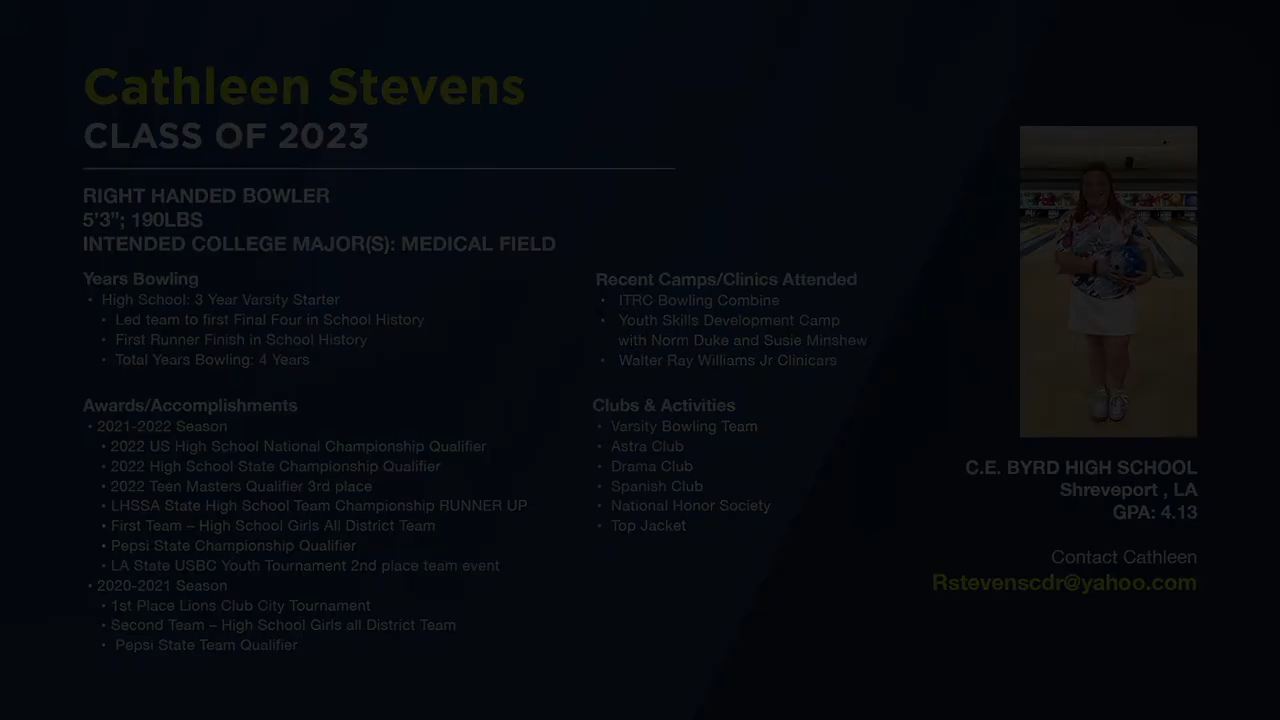 Cathleen Stevens
CLASS OF 2023
RIGHT HANDED BOWLER
5'3"; 190LBS
INTENDED COLLEGE MAJOR(S): MEDICAL FIELD
Years Bowling
• High School: 3 Year Varsity Starter
• Led team to first Final Four in School History
• First Runner Finish in School History
• Total Years Bowling: 4 Years
Awards/Accomplishments
• 2021-2022 Season
• 2022 US High School National Championship Qualifier
• 2022 High School State Championship Qualifier
• 2022 Teen Masters Qualifier 3rd place
• LHSSA State High School Team Championship RUNNER UP
• First Team – High School Girls All District Team
• Pepsi State Championship Qualifier
• LA State USBC Youth Tournament 2nd place team event
• 2020-2021 Season
• 1st Place Lions Club City Tournament
• Second Team – High School Girls all District Team
• Pepsi State Team Qualifier
Recent Camps/Clinics Attended
• ITRC Bowling Combine
• Youth Skills Development Camp
with Norm Duke and Susie Minshew
• Walter Ray Williams Jr Clinicars
Clubs & Activities
• Varsity Bowling Team
• Astra Club
• Drama Club
• Spanish Club
• National Honor Society
• Top Jacket
C.E. BYRD HIGH SCHOOL
Shreveport , LA
GPA: 4.13
Contact Cathleen
Rstevenscdr@yahoo.com